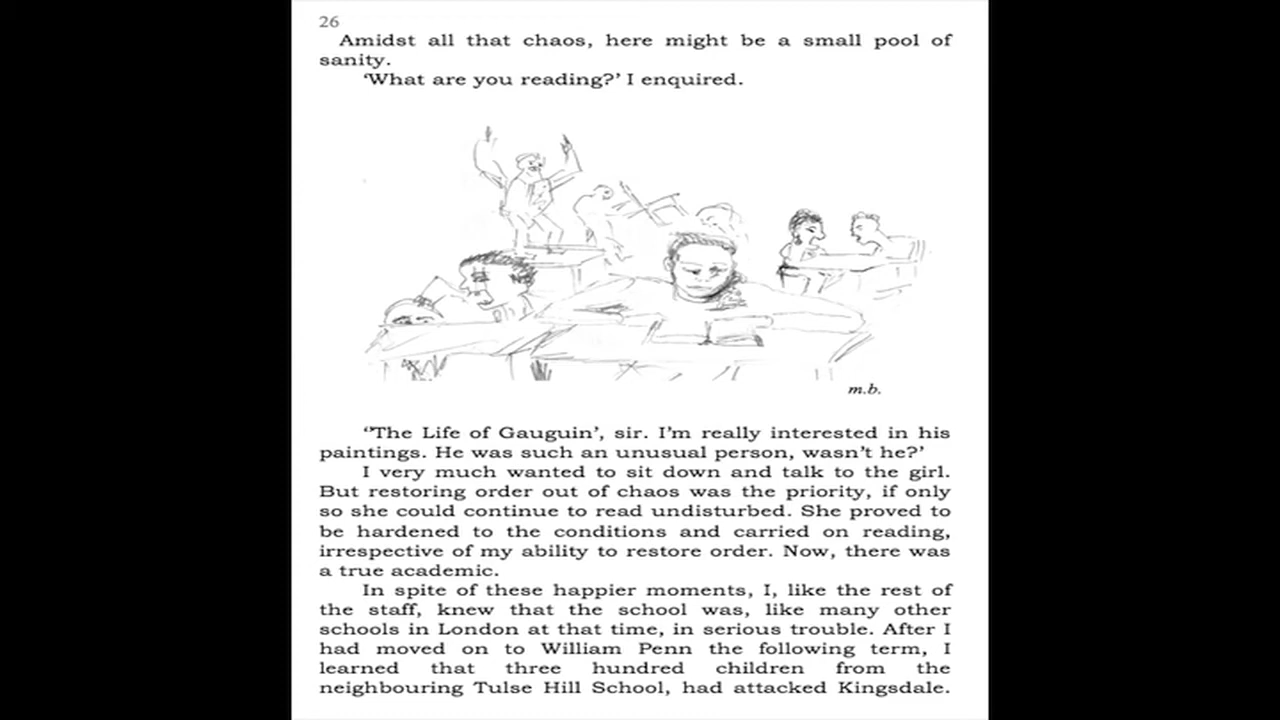 26
Amidst all that chaos, here might be a small pool of
sanity.
‘What are you reading?’ I enquired.
m.b.
‘‘The Life of Gauguin’, sir. I’m really interested in his
paintings. He was such an unusual person, wasn’t he?’
I very much wanted to sit down and talk to the girl.
But restoring order out of chaos was the priority, if only
so she could continue to read undisturbed. She proved to
be hardened to the conditions and carried on reading,
irrespective of my ability to restore order. Now, there was
a true academic.
In spite of these happier moments, I, like the rest of
the staff, knew that the school was, like many other
schools in London at that time, in serious trouble. After I
had moved on to William Penn the following term, I
learned that three hundred children from the
neighbouring Tulse Hill School, had attacked Kingsdale.